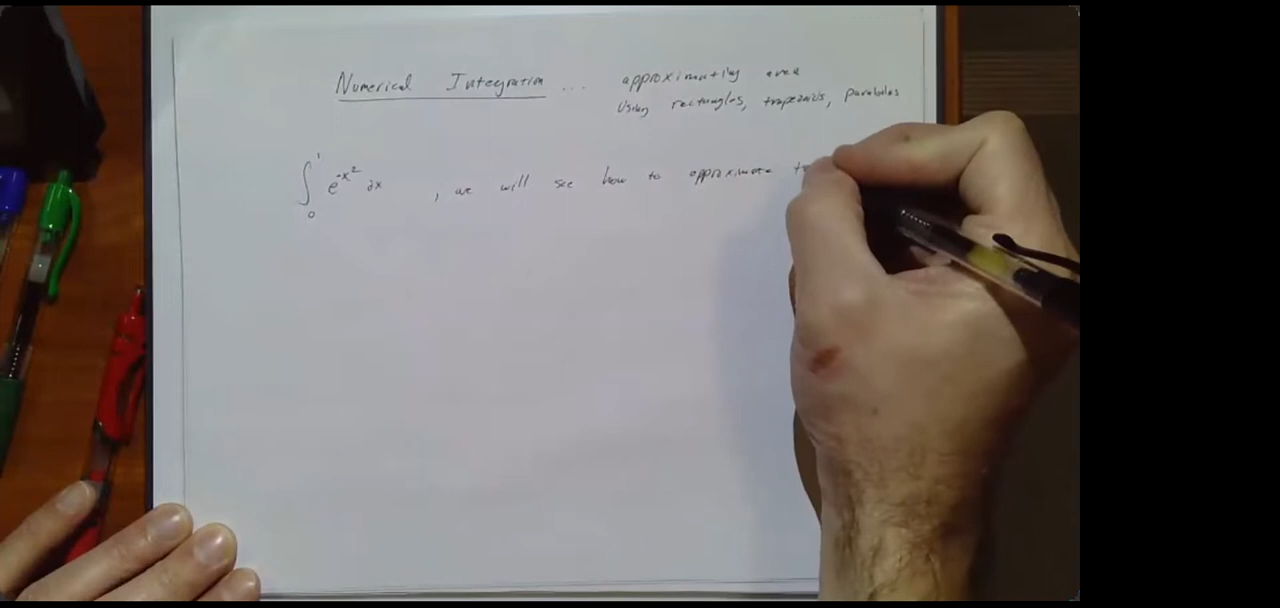 Numerical Integration ... approximating area
using rectangles, trapezoids, parabolas
∫₀¹ e^{-x²} dx , we will see how to approximate